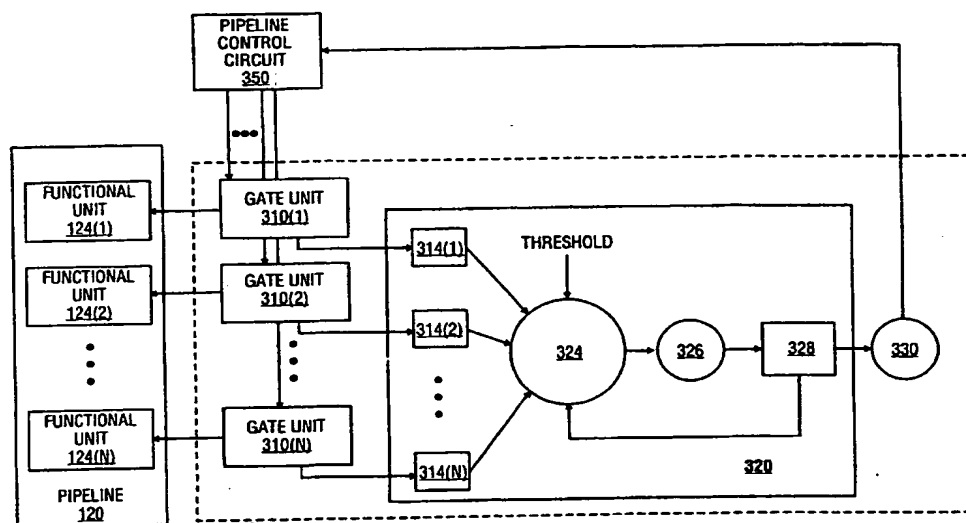 PIPELINE
CONTROL
CIRCUIT
350
FUNCTIONAL
UNIT
124(1)
GATE UNIT
310(1)
314(1)
THRESHOLD
FUNCTIONAL
UNIT
124(2)
GATE UNIT
310(2)
314(2)
324
326
328
330
FUNCTIONAL
UNIT
124(N)
GATE UNIT
310(N)
314(N)
320
PIPELINE
120